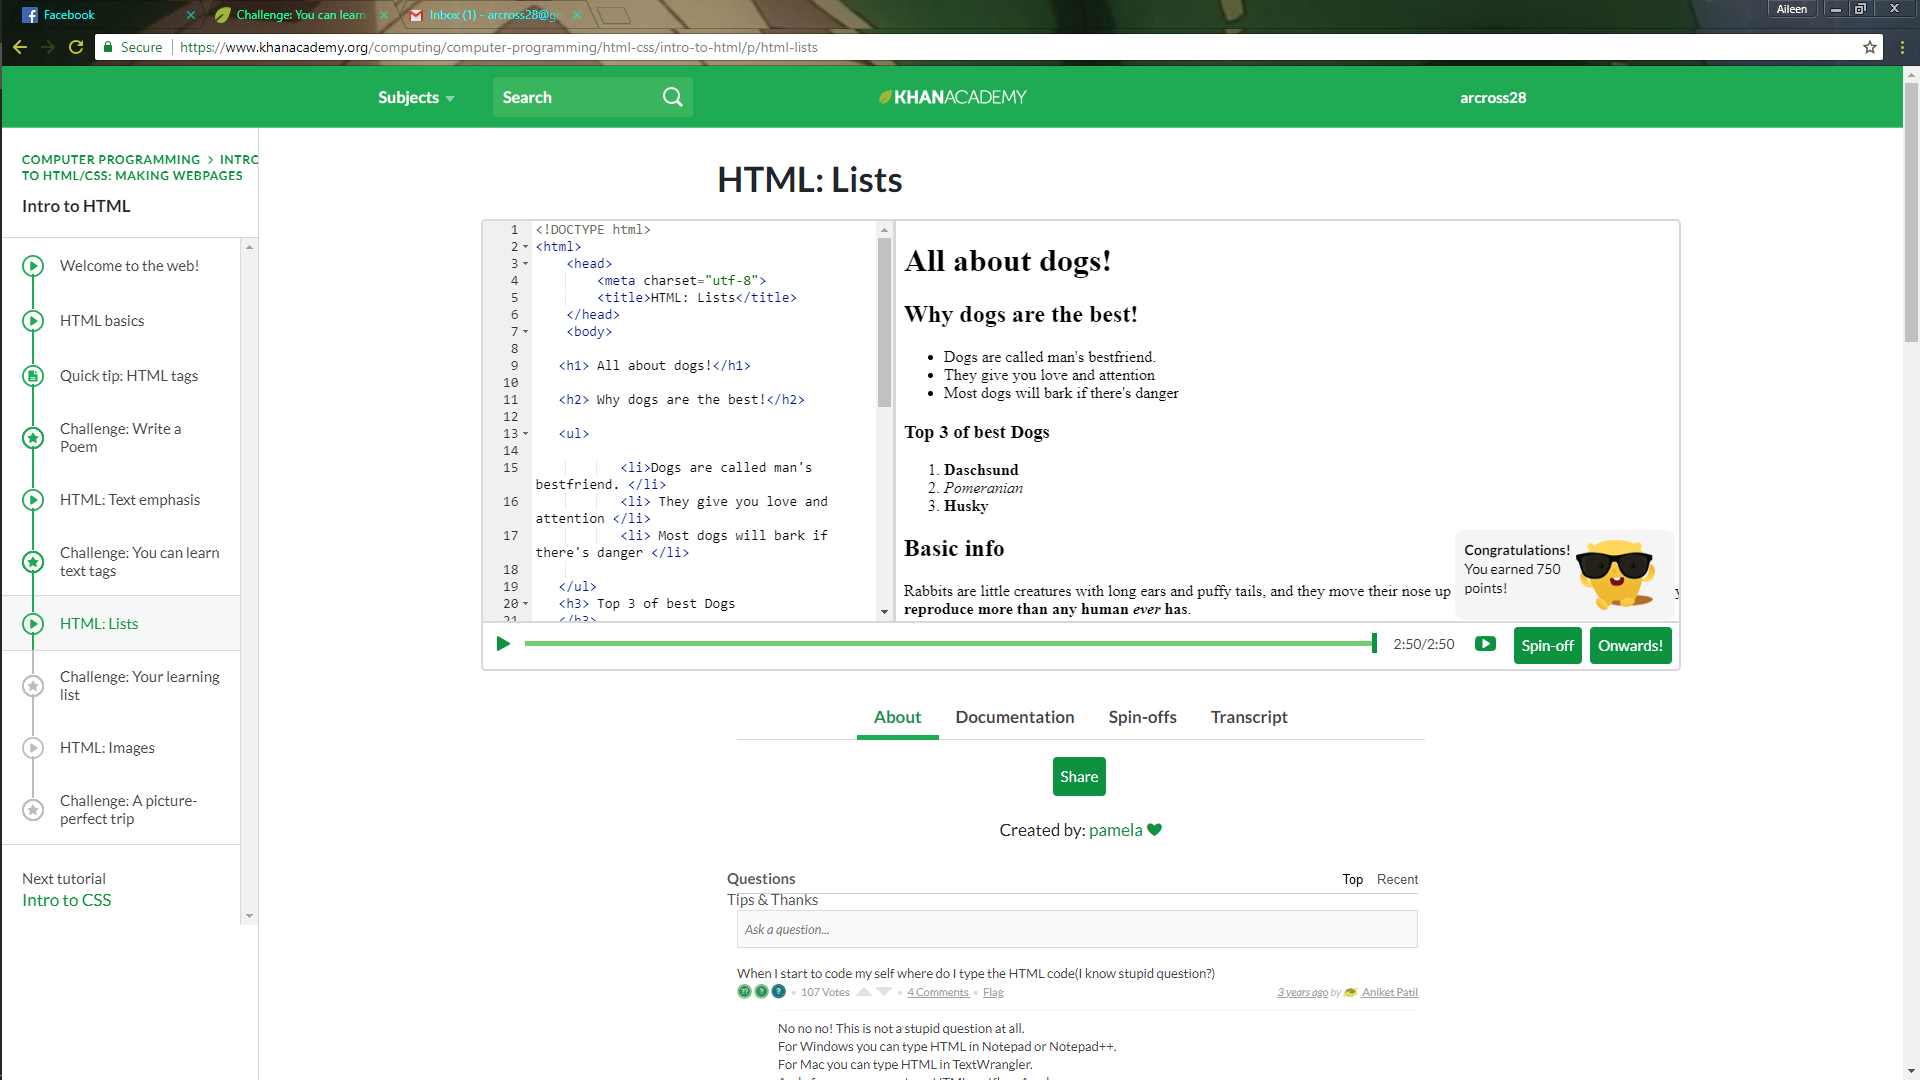 Facebook
Challenge: You can learn
Inbox (1) - arcross28@g
Aileen
Secure
https://www.khanacademy.org/computing/computer-programming/html-css/intro-to-html/p/html-lists
Subjects
Search
KHANACADEMY
arcross28
COMPUTER PROGRAMMING > INTRO
TO HTML/CSS: MAKING WEBPAGES
Intro to HTML
Welcome to the web!
HTML basics
Quick tip: HTML tags
Challenge: Write a
Poem
HTML: Text emphasis
Challenge: You can learn
text tags
HTML: Lists
Challenge: Your learning
list
HTML: Images
Challenge: A picture-
perfect trip
Next tutorial
Intro to CSS
HTML: Lists
1 <!DOCTYPE html>
2 <html>
3 <head>
4 <meta charset="utf-8">
5 <title>HTML: Lists</title>
6 </head>
7 <body>
8
9 <h1> All about dogs!</h1>
10
11 <h2> Why dogs are the best!</h2>
12
13 <ul>
14
15 <li>Dogs are called man's
bestfriend. </li>
16 <li> They give you love and
attention </li>
17 <li> Most dogs will bark if
there's danger </li>
18
19 </ul>
20 <h3> Top 3 of best Dogs
21 </h3>
All about dogs!
Why dogs are the best!
• Dogs are called man's bestfriend.
• They give you love and attention
• Most dogs will bark if there's danger
Top 3 of best Dogs
1. Daschsund
2. Pomeranian
3. Husky
Basic info
Rabbits are little creatures with long ears and puffy tails, and they move their nose up
reproduce more than any human ever has.
Congratulations!
You earned 750
points!
2:50/2:50
Spin-off
Onwards!
About
Documentation
Spin-offs
Transcript
Share
Created by: pamela
Questions
Top
Recent
Tips & Thanks
Ask a question...
When I start to code my self where do I type the HTML code(I know stupid question?)
107 Votes • 4 Comments • Flag
3 years ago by Aniket Patil
No no no! This is not a stupid question at all.
For Windows you can type HTML in Notepad or Notepad++.
For Mac you can type HTML in TextWrangler.